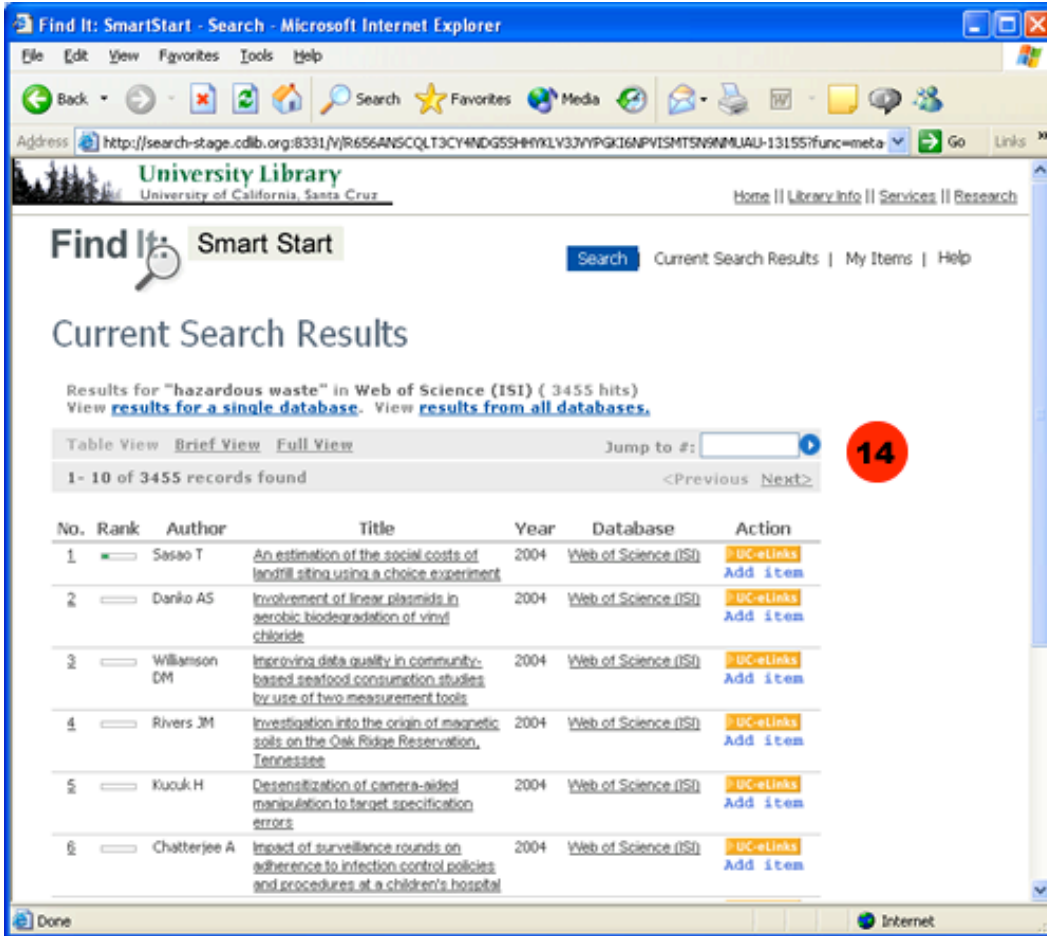 Find It: SmartStart - Search - Microsoft Internet Explorer
File Edit View Favorites Tools Help
Back Search Favorites Media
Address http://search-stage.cdlib.org:8331/V/ Go Links »
University Library
University of California, Santa Cruz
Home || Library Info || Services || Research
Find It: Smart Start
Search Current Search Results | My Items | Help
Current Search Results
Results for "hazardous waste" in Web of Science (ISI) ( 3455 hits)
View results for a single database. View results from all databases.
Table View Brief View Full View Jump to #:
14
1- 10 of 3455 records found <Previous Next>
No. Rank Author Title Year Database Action
1 Sasao T An estimation of the social costs of 2004 Web of Science (ISI) UC-eLinks
landfill siting using a choice experiment Add item
2 Danko AS Involvement of linear plasmids in 2004 Web of Science (ISI) UC-eLinks
aerobic biodegradation of vinyl Add item
chloride
3 Williamson Improving data quality in community- 2004 Web of Science (ISI) UC-eLinks
DM based seafood consumption studies Add item
by use of two measurement tools
4 Rivers JM Investigation into the origin of magnetic 2004 Web of Science (ISI) UC-eLinks
soils on the Oak Ridge Reservation, Add item
Tennessee
5 Kucuk H Desensitization of camera-aided 2004 Web of Science (ISI) UC-eLinks
manipulation to target specification Add item
errors
6 Chatterjee A Impact of surveillance rounds on 2004 Web of Science (ISI) UC-eLinks
adherence to infection control policies Add item
and procedures at a children's hospital
Done Internet